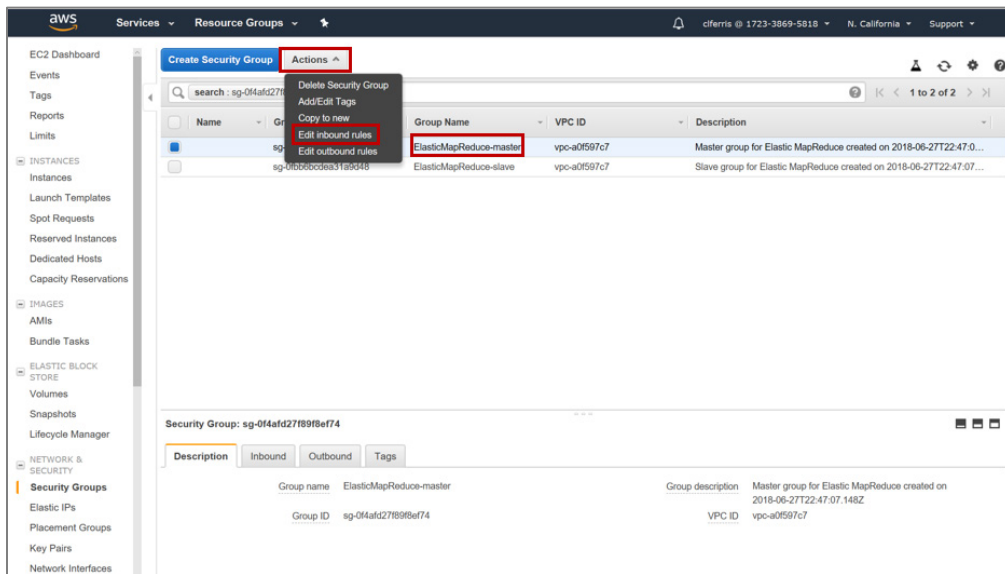 aws Services Resource Groups clferris @ 1723-3869-5818 N. California Support
EC2 Dashboard
Events
Tags
Reports
Limits
INSTANCES
Instances
Launch Templates
Spot Requests
Reserved Instances
Dedicated Hosts
Capacity Reservations
IMAGES
AMIs
Bundle Tasks
ELASTIC BLOCK
STORE
Volumes
Snapshots
Lifecycle Manager
NETWORK &
SECURITY
Security Groups
Elastic IPs
Placement Groups
Key Pairs
Network Interfaces
Create Security Group Actions
search : sg-0f4afd27f 1 to 2 of 2
Delete Security Group
Add/Edit Tags
Copy to new
Edit inbound rules
Edit outbound rules
Name Gr Group Name VPC ID Description
sg- ElasticMapReduce-master vpc-a0f597c7 Master group for Elastic MapReduce created on 2018-06-27T22:47:0...
sg-0fbb6bcdea31a9d48 ElasticMapReduce-slave vpc-a0f597c7 Slave group for Elastic MapReduce created on 2018-06-27T22:47:07...
Security Group: sg-0f4afd27f89f8ef74
Description Inbound Outbound Tags
Group name ElasticMapReduce-master
Group ID sg-0f4afd27f89f8ef74
Group description Master group for Elastic MapReduce created on
2018-06-27T22:47:07.148Z
VPC ID vpc-a0f597c7